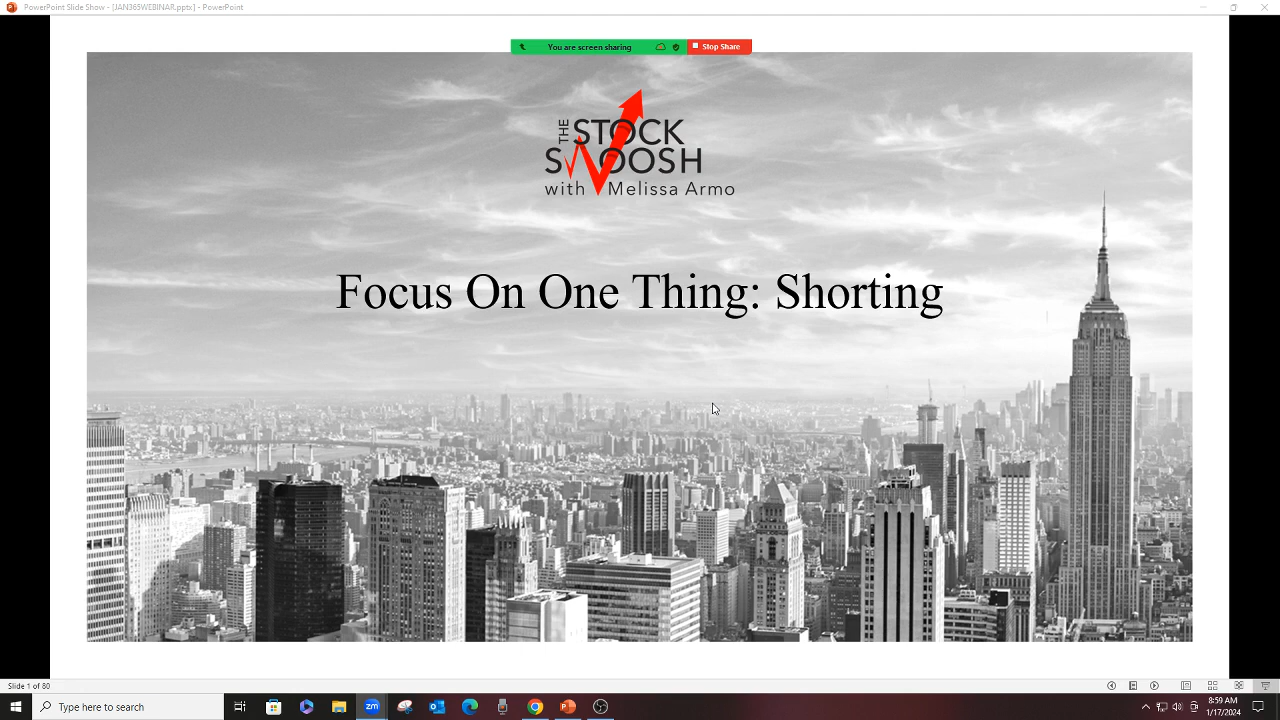 PowerPoint Slide Show - [JAN365WEBINAR.pptx] - PowerPoint
You are screen sharing
Stop Share
THE STOCK
SWOOSH
with Melissa Armo
Focus On One Thing: Shorting
Slide 1 of 80
Type here to search
zm
8:59 AM
1/17/2024